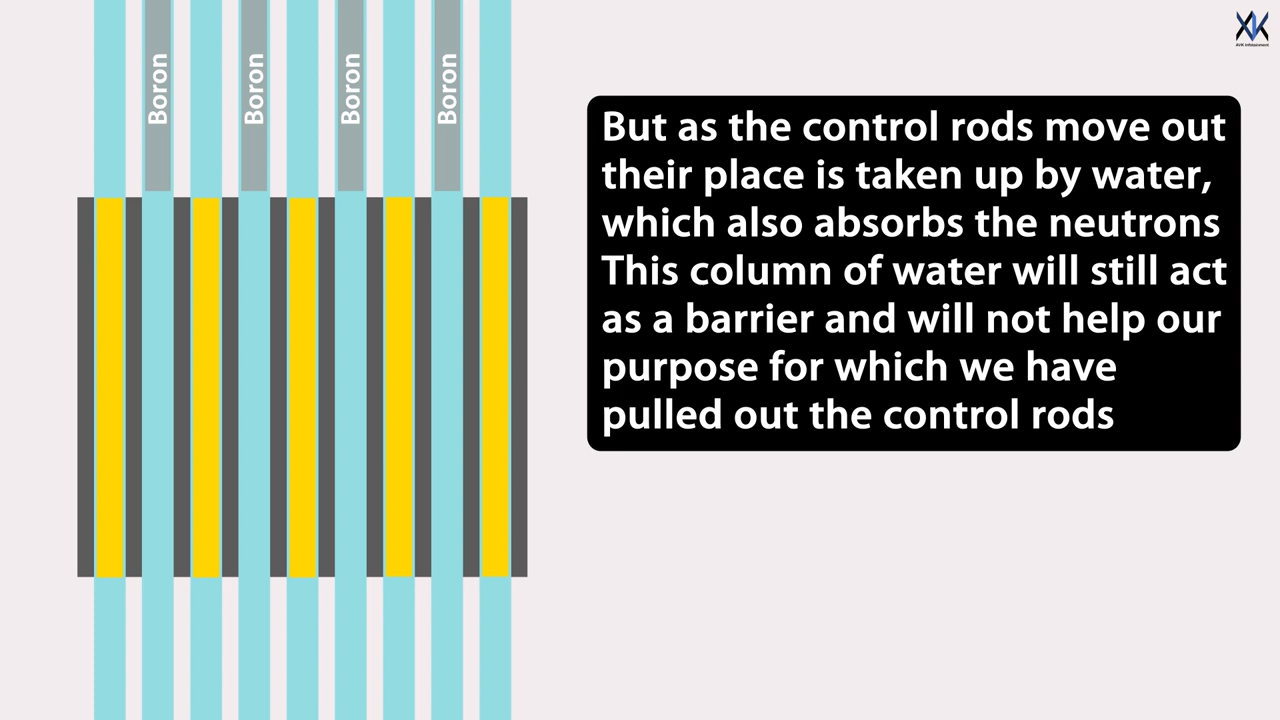 Boron
Boron
Boron
Boron
But as the control rods move out
their place is taken up by water,
which also absorbs the neutrons
This column of water will still act
as a barrier and will not help our
purpose for which we have
pulled out the control rods
AVK Infotainment